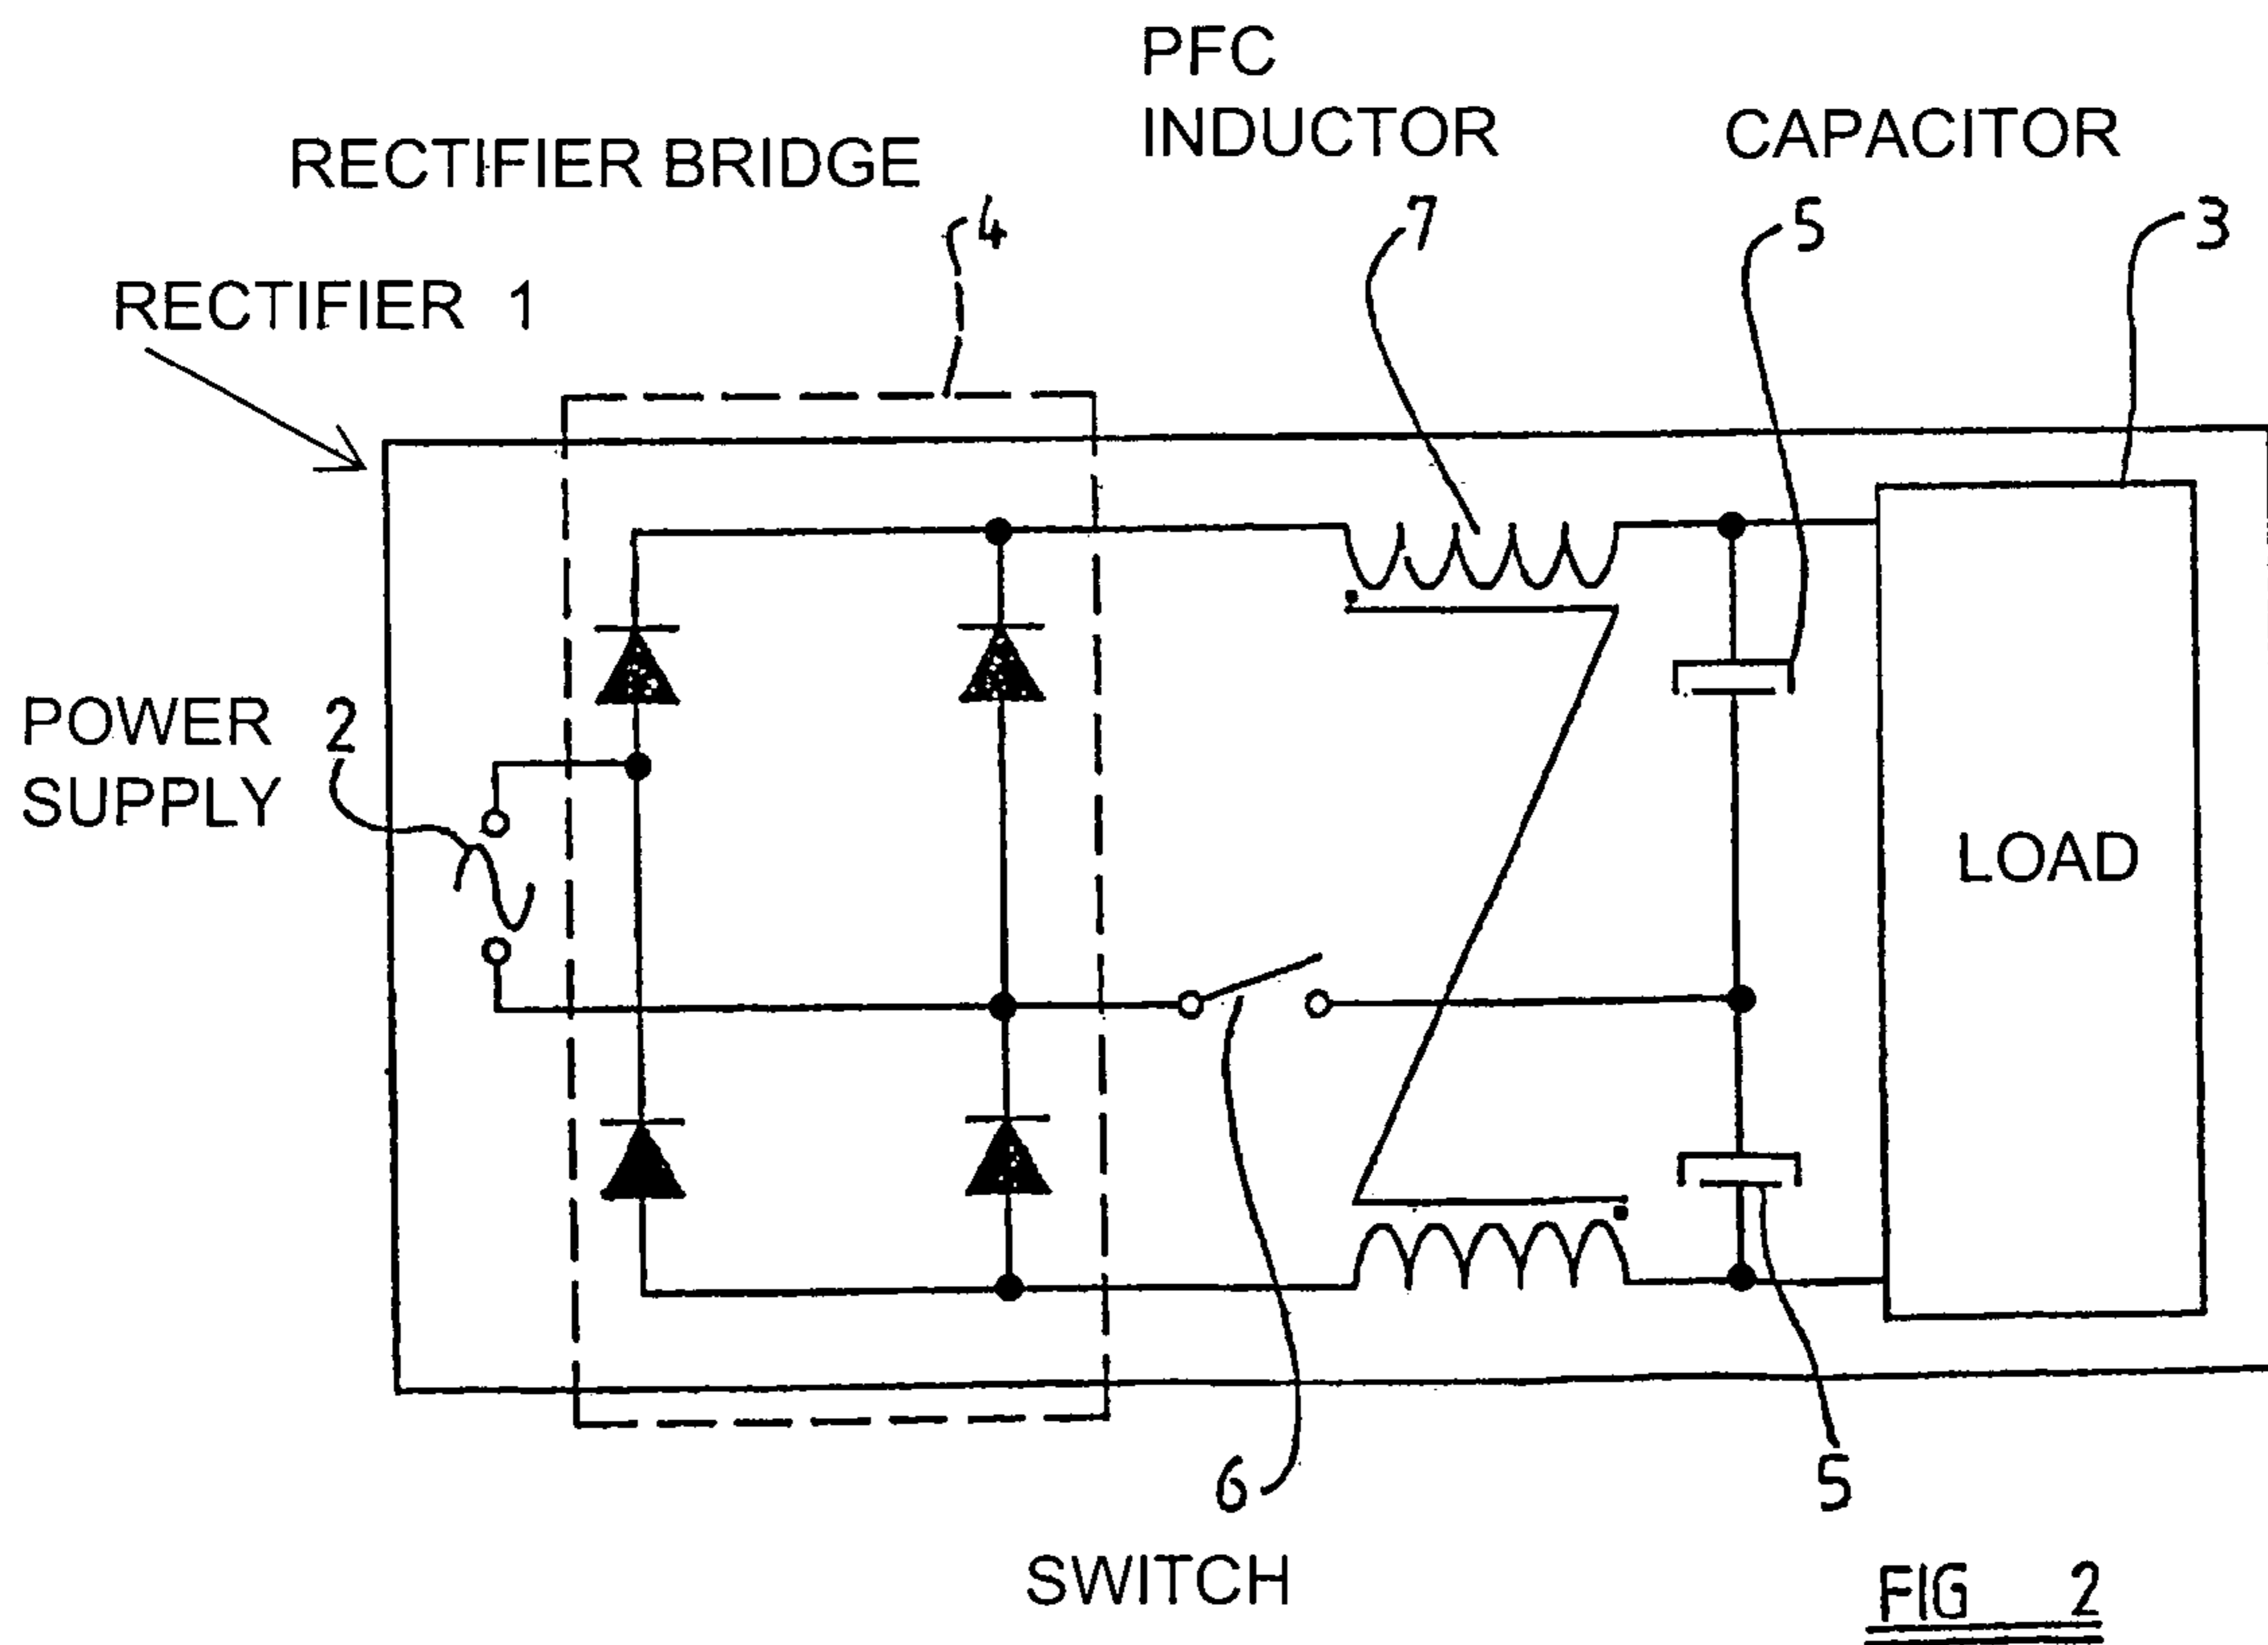 PFC
INDUCTOR
CAPACITOR
RECTIFIER BRIDGE
4
7
5
3
RECTIFIER 1
POWER 2
SUPPLY
LOAD
6
5
SWITCH
FIG 2